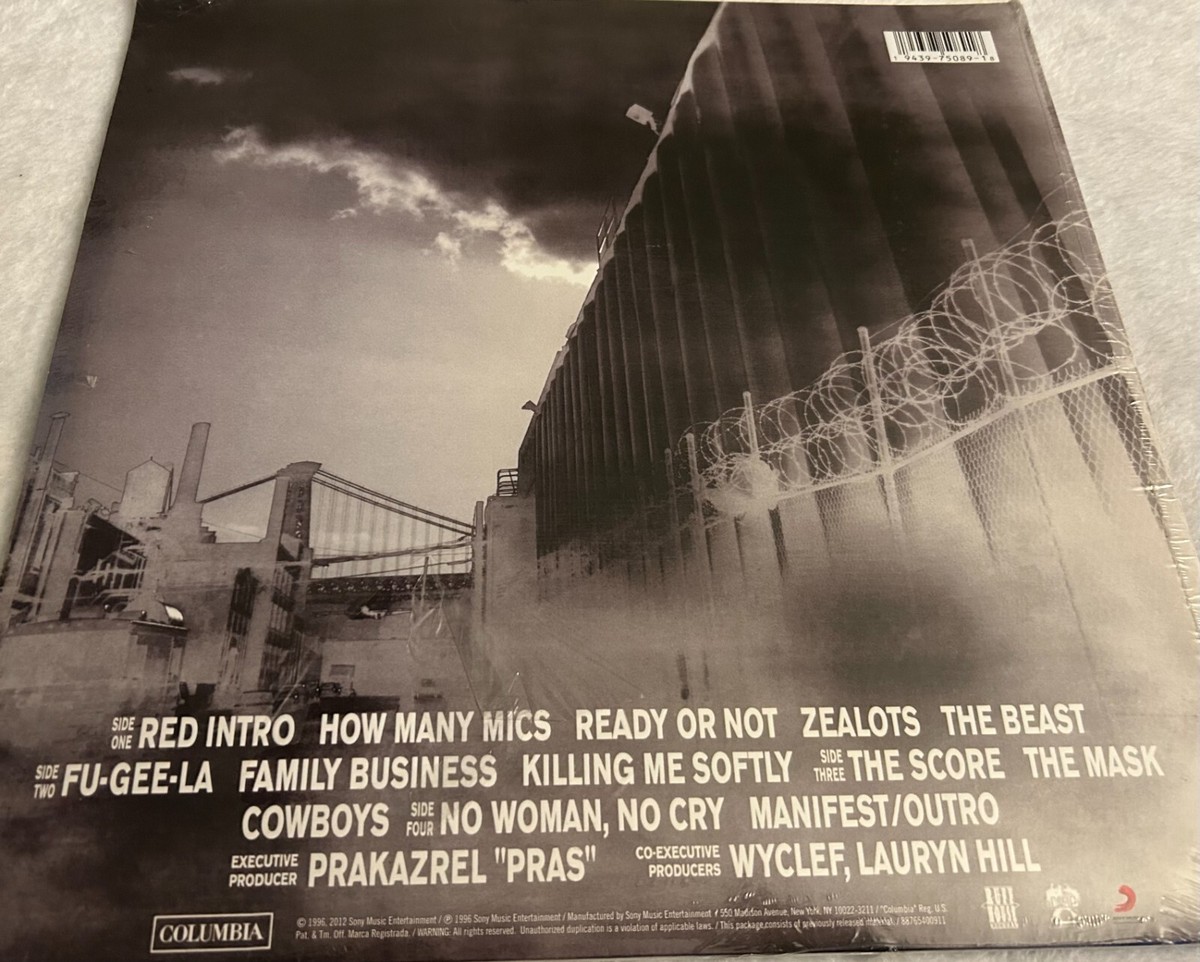 1 9439-75089-1 8
SIDE ONE RED INTRO HOW MANY MICS READY OR NOT ZEALOTS THE BEAST
SIDE TWO FU-GEE-LA FAMILY BUSINESS KILLING ME SOFTLY SIDE THREE THE SCORE THE MASK
COWBOYS SIDE FOUR NO WOMAN, NO CRY MANIFEST/OUTRO
EXECUTIVE PRODUCER PRAKAZREL "PRAS" CO-EXECUTIVE PRODUCERS WYCLEF, LAURYN HILL
COLUMBIA
© 1996, 2012 Sony Music Entertainment / ℗ 1996 Sony Music Entertainment / Manufactured by Sony Music Entertainment / 550 Madison Avenue, New York, NY 10022-3211 / "Columbia" Reg. U.S.
Pat. & Tm. Off. Marca Registrada. / WARNING: All rights reserved. Unauthorized duplication is a violation of applicable laws. / This package consists of previously released material. / 88765400911